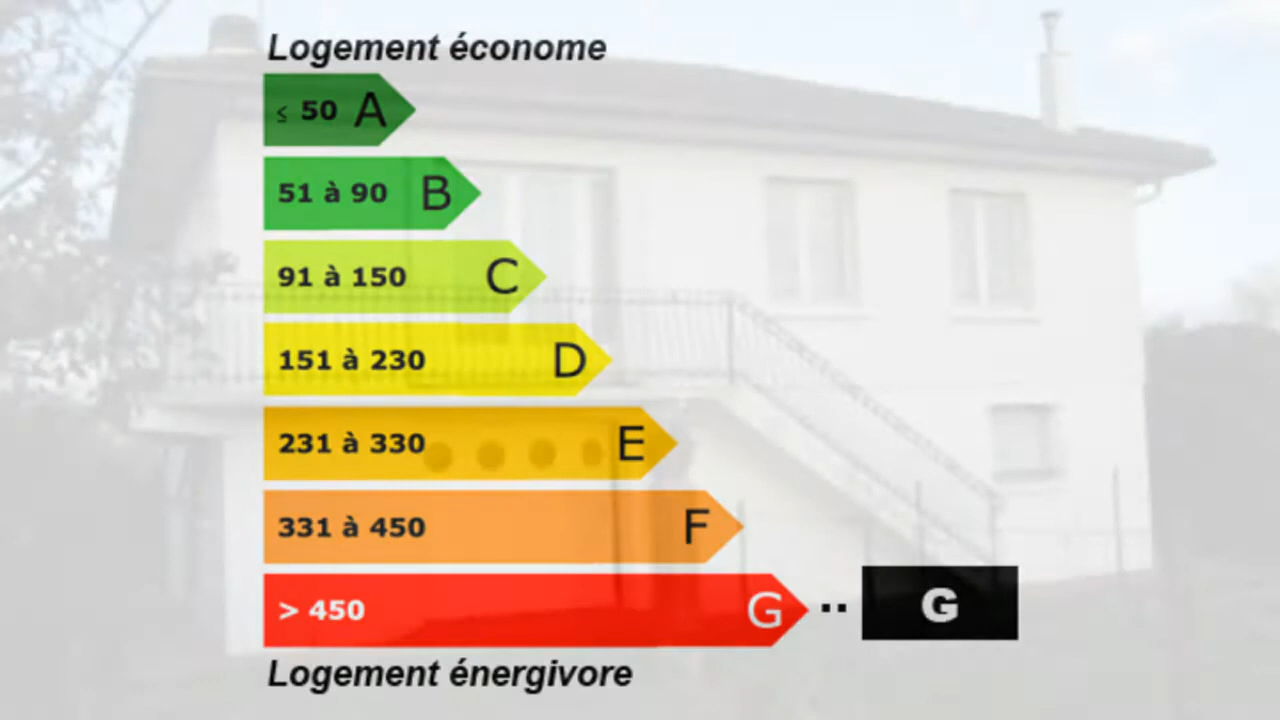 Logement économe
≤ 50 A
51 à 90 B
91 à 150 C
151 à 230 D
231 à 330 E
331 à 450 F
> 450 G .. G
Logement énergivore